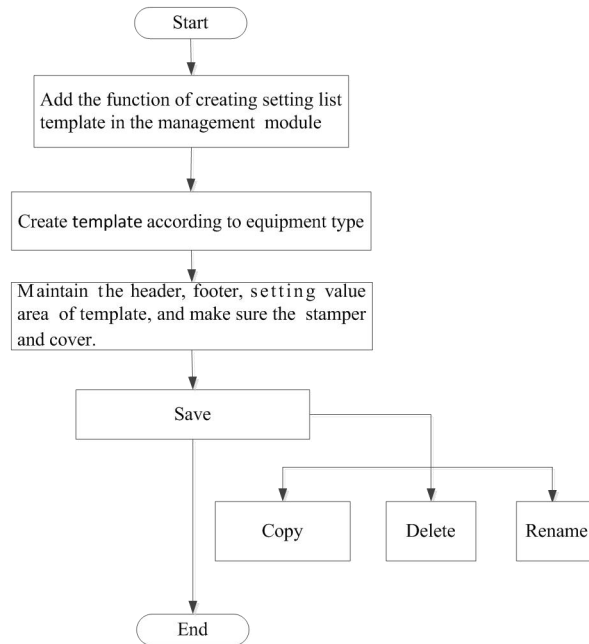 Start
Add the function of creating setting list
template in the management module
Create template according to equipment type
Maintain the header, footer, setting value
area of template, and make sure the stamper
and cover.
Save
Copy
Delete
Rename
End